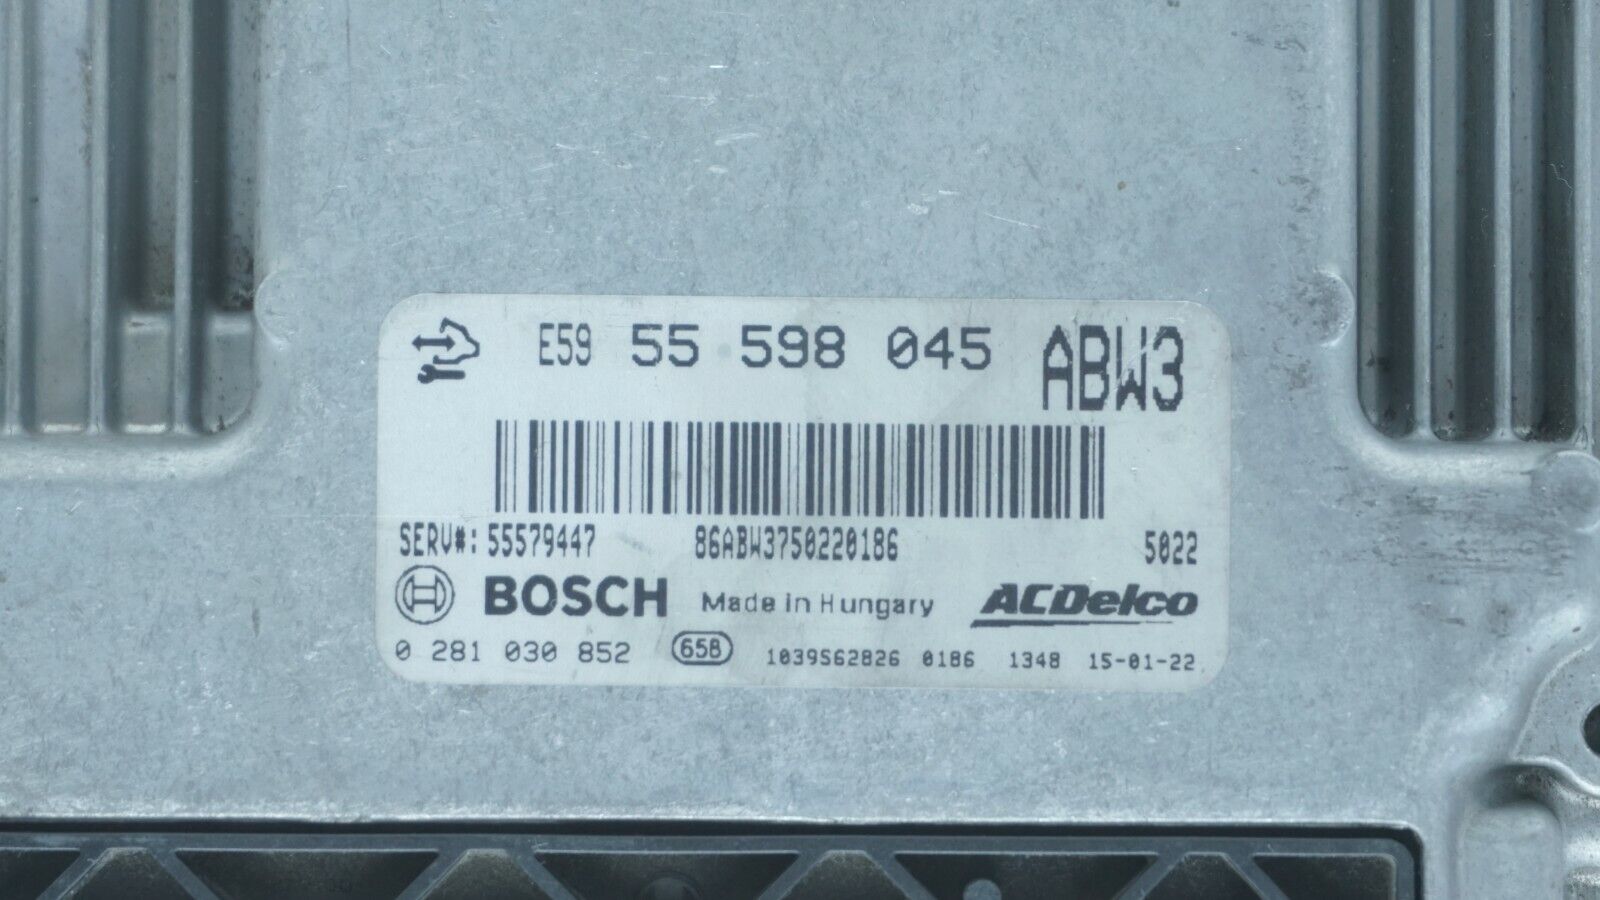 E59 55 598 045 ABW3
SERV#: 55579447 86ABW3750220186 5022
BOSCH Made in Hungary ACDelco
0 281 030 852 65B 1039S62826 0186 1348 15-01-22